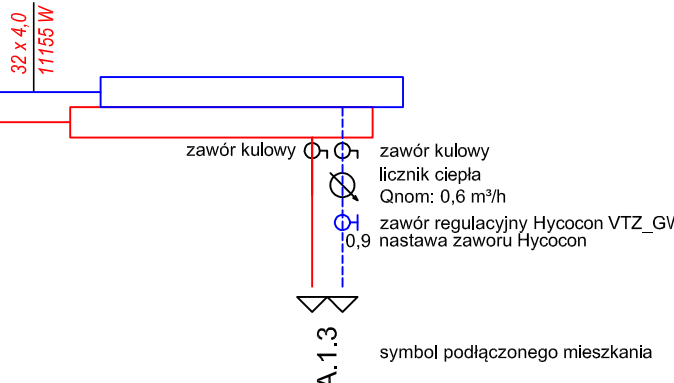 32 x 4,0
11155 W
zawór kulowy
zawór kulowy
licznik ciepła
Qnom: 0,6 m³/h
zawór regulacyjny Hycocon VTZ_GW
0,9 nastawa zaworu Hycocon
A.1.3
symbol podłączonego mieszkania